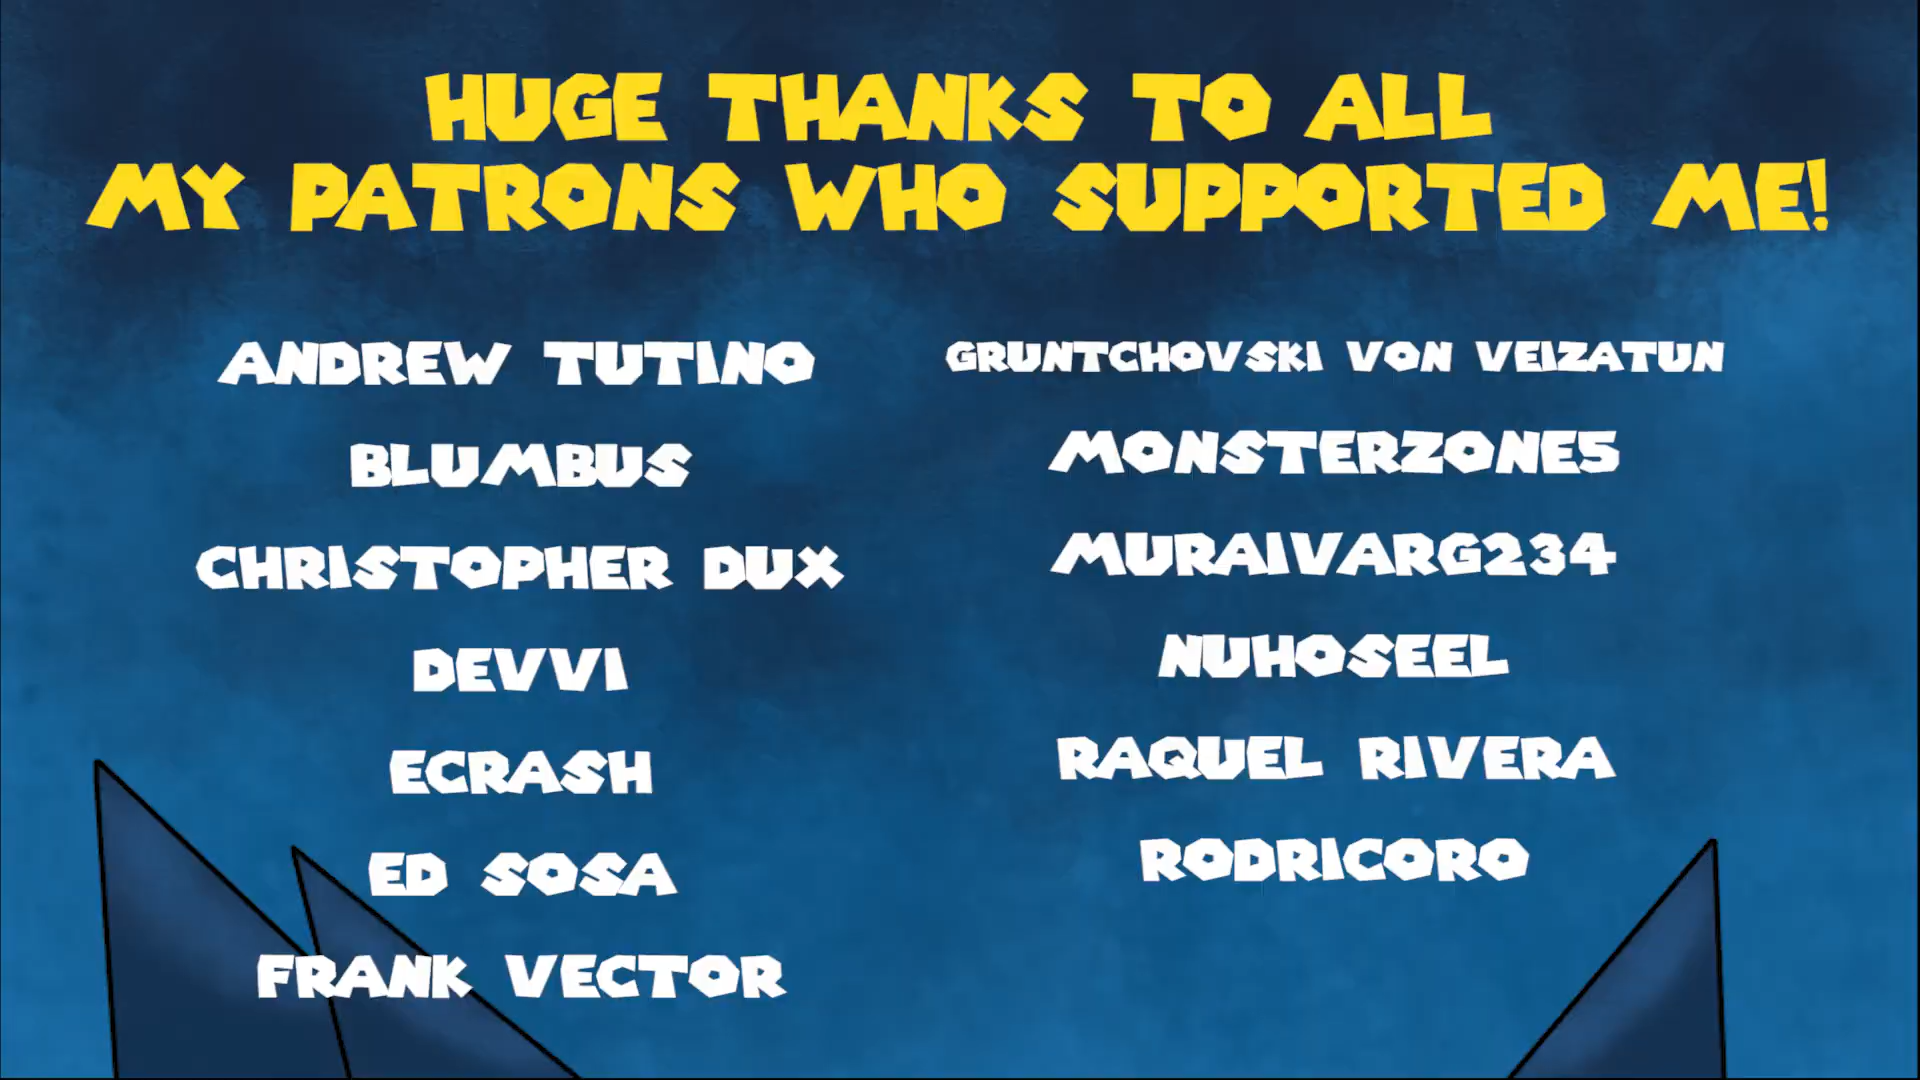 HUGE THANKS TO ALL
MY PATRONS WHO SUPPORTED ME!
ANDREW TUTINO
BLUMBUS
CHRISTOPHER DUX
DEVVI
ECRASH
ED SOSA
FRANK VECTOR
GRUNTCHOVSKI VON VEIZATUN
MONSTERZONE5
MURAIVARG234
NUHOSEEL
RAQUEL RIVERA
RODRICORO